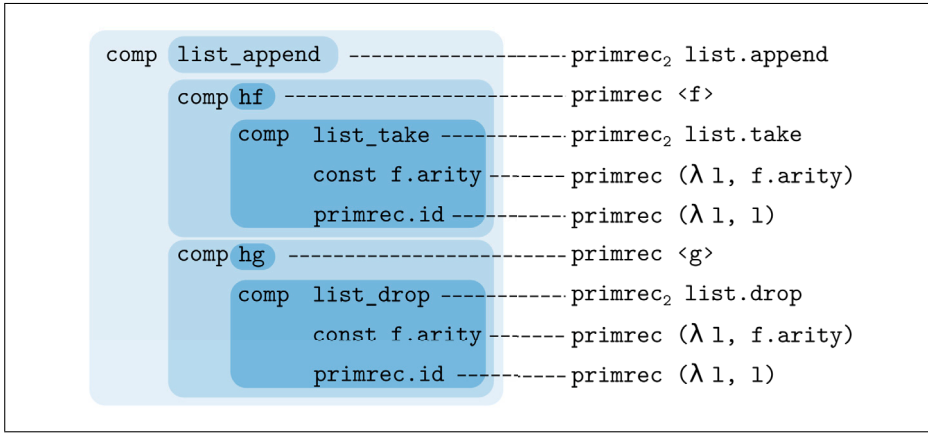 comp list_append primrec₂ list.append
comp hf primrec <f>
comp list_take primrec₂ list.take
const f.arity primrec (λ l, f.arity)
primrec.id primrec (λ l, l)
comp hg primrec <g>
comp list_drop primrec₂ list.drop
const f.arity primrec (λ l, f.arity)
primrec.id primrec (λ l, l)